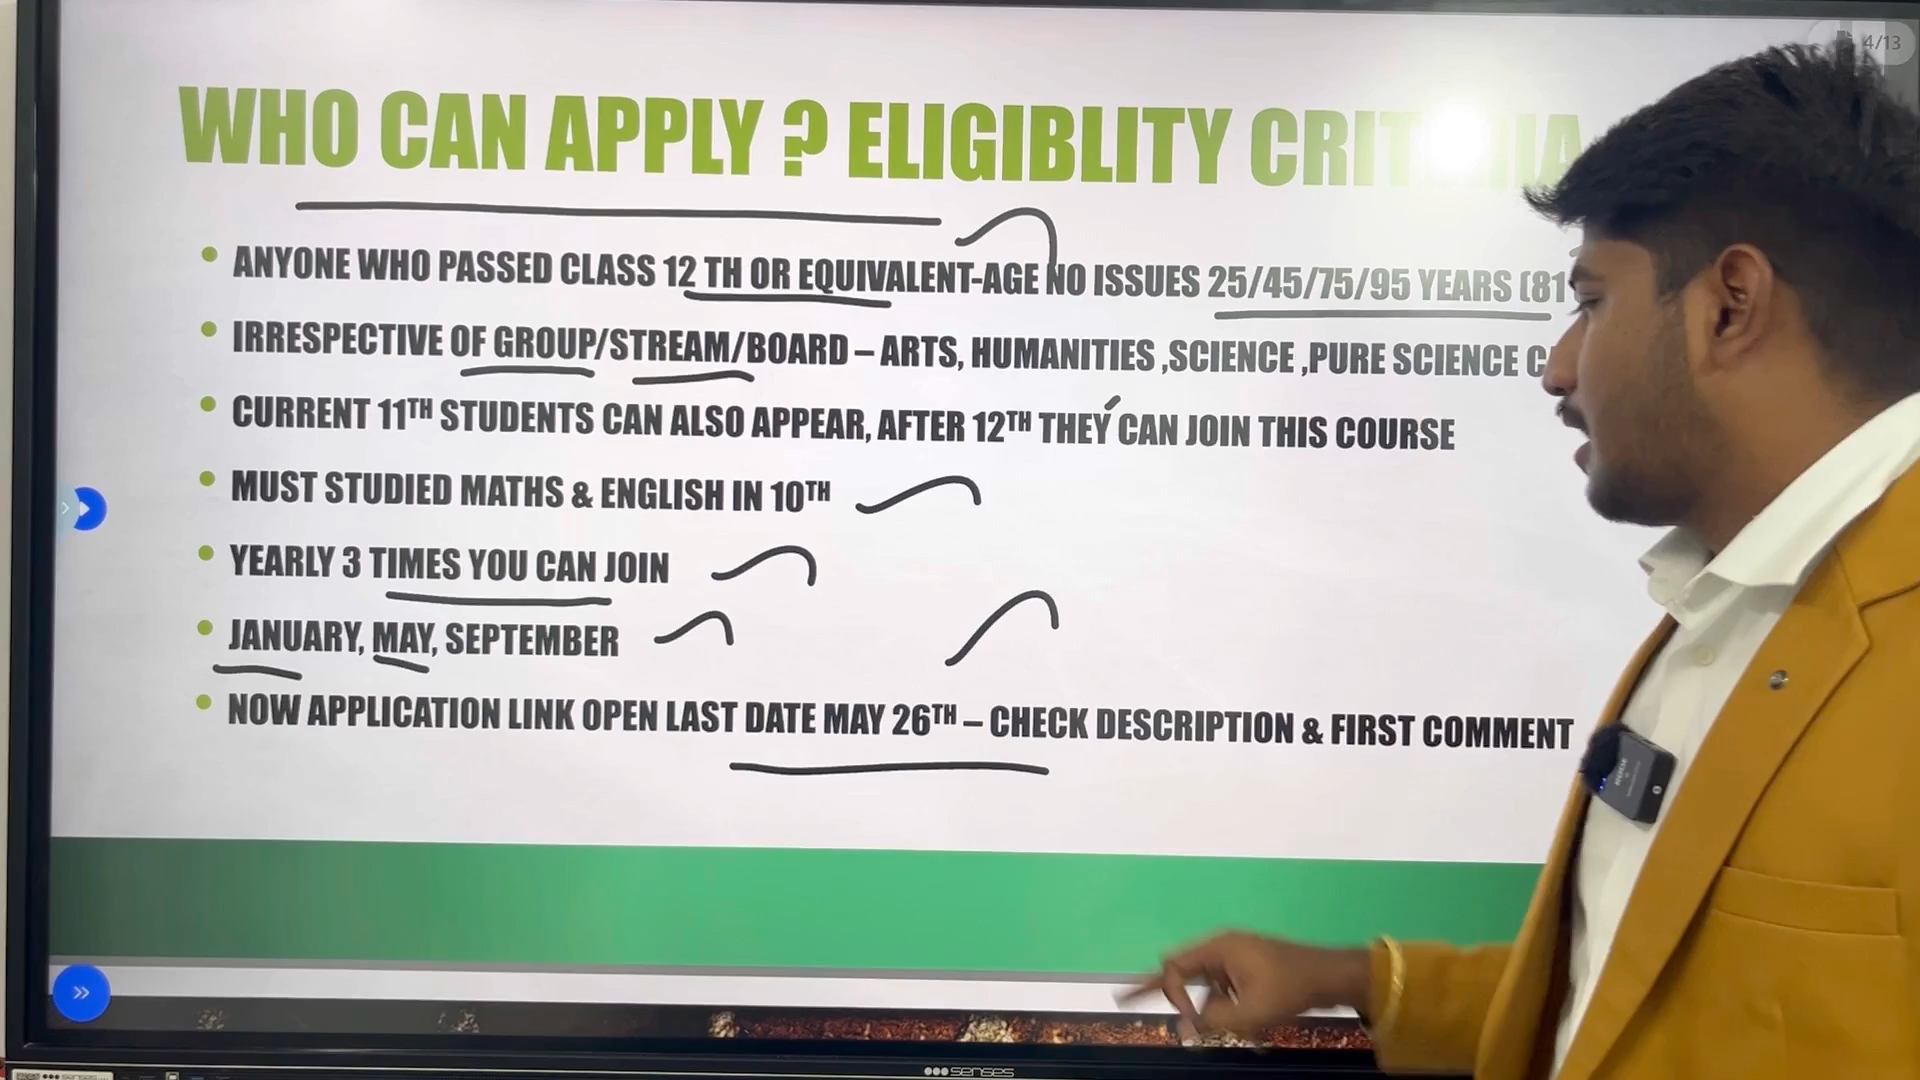 4/13
WHO CAN APPLY ? ELIGIBLITY
ANYONE WHO PASSED CLASS 12 TH OR EQUIVALENT-AGE NO ISSUES 25/45/75/95 YEARS (81
IRRESPECTIVE OF GROUP/STREAM/BOARD – ARTS, HUMANITIES ,SCIENCE ,PURE SCIENCE
CURRENT 11TH STUDENTS CAN ALSO APPEAR, AFTER 12TH THEY CAN JOIN THIS COURSE
MUST STUDIED MATHS & ENGLISH IN 10TH
YEARLY 3 TIMES YOU CAN JOIN
JANUARY, MAY, SEPTEMBER
NOW APPLICATION LINK OPEN LAST DATE MAY 26TH – CHECK DESCRIPTION & FIRST COMMENT
senses